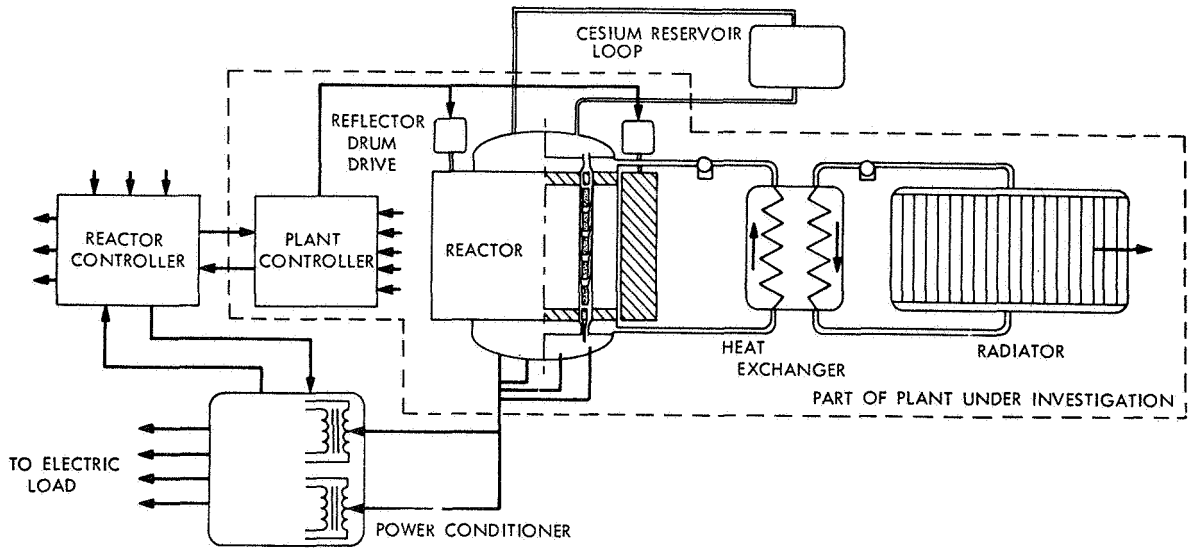 CESIUM RESERVOIR
LOOP
REFLECTOR
DRUM
DRIVE
REACTOR
CONTROLLER
PLANT
CONTROLLER
REACTOR
HEAT
EXCHANGER
RADIATOR
PART OF PLANT UNDER INVESTIGATION
TO ELECTRIC
LOAD
POWER CONDITIONER